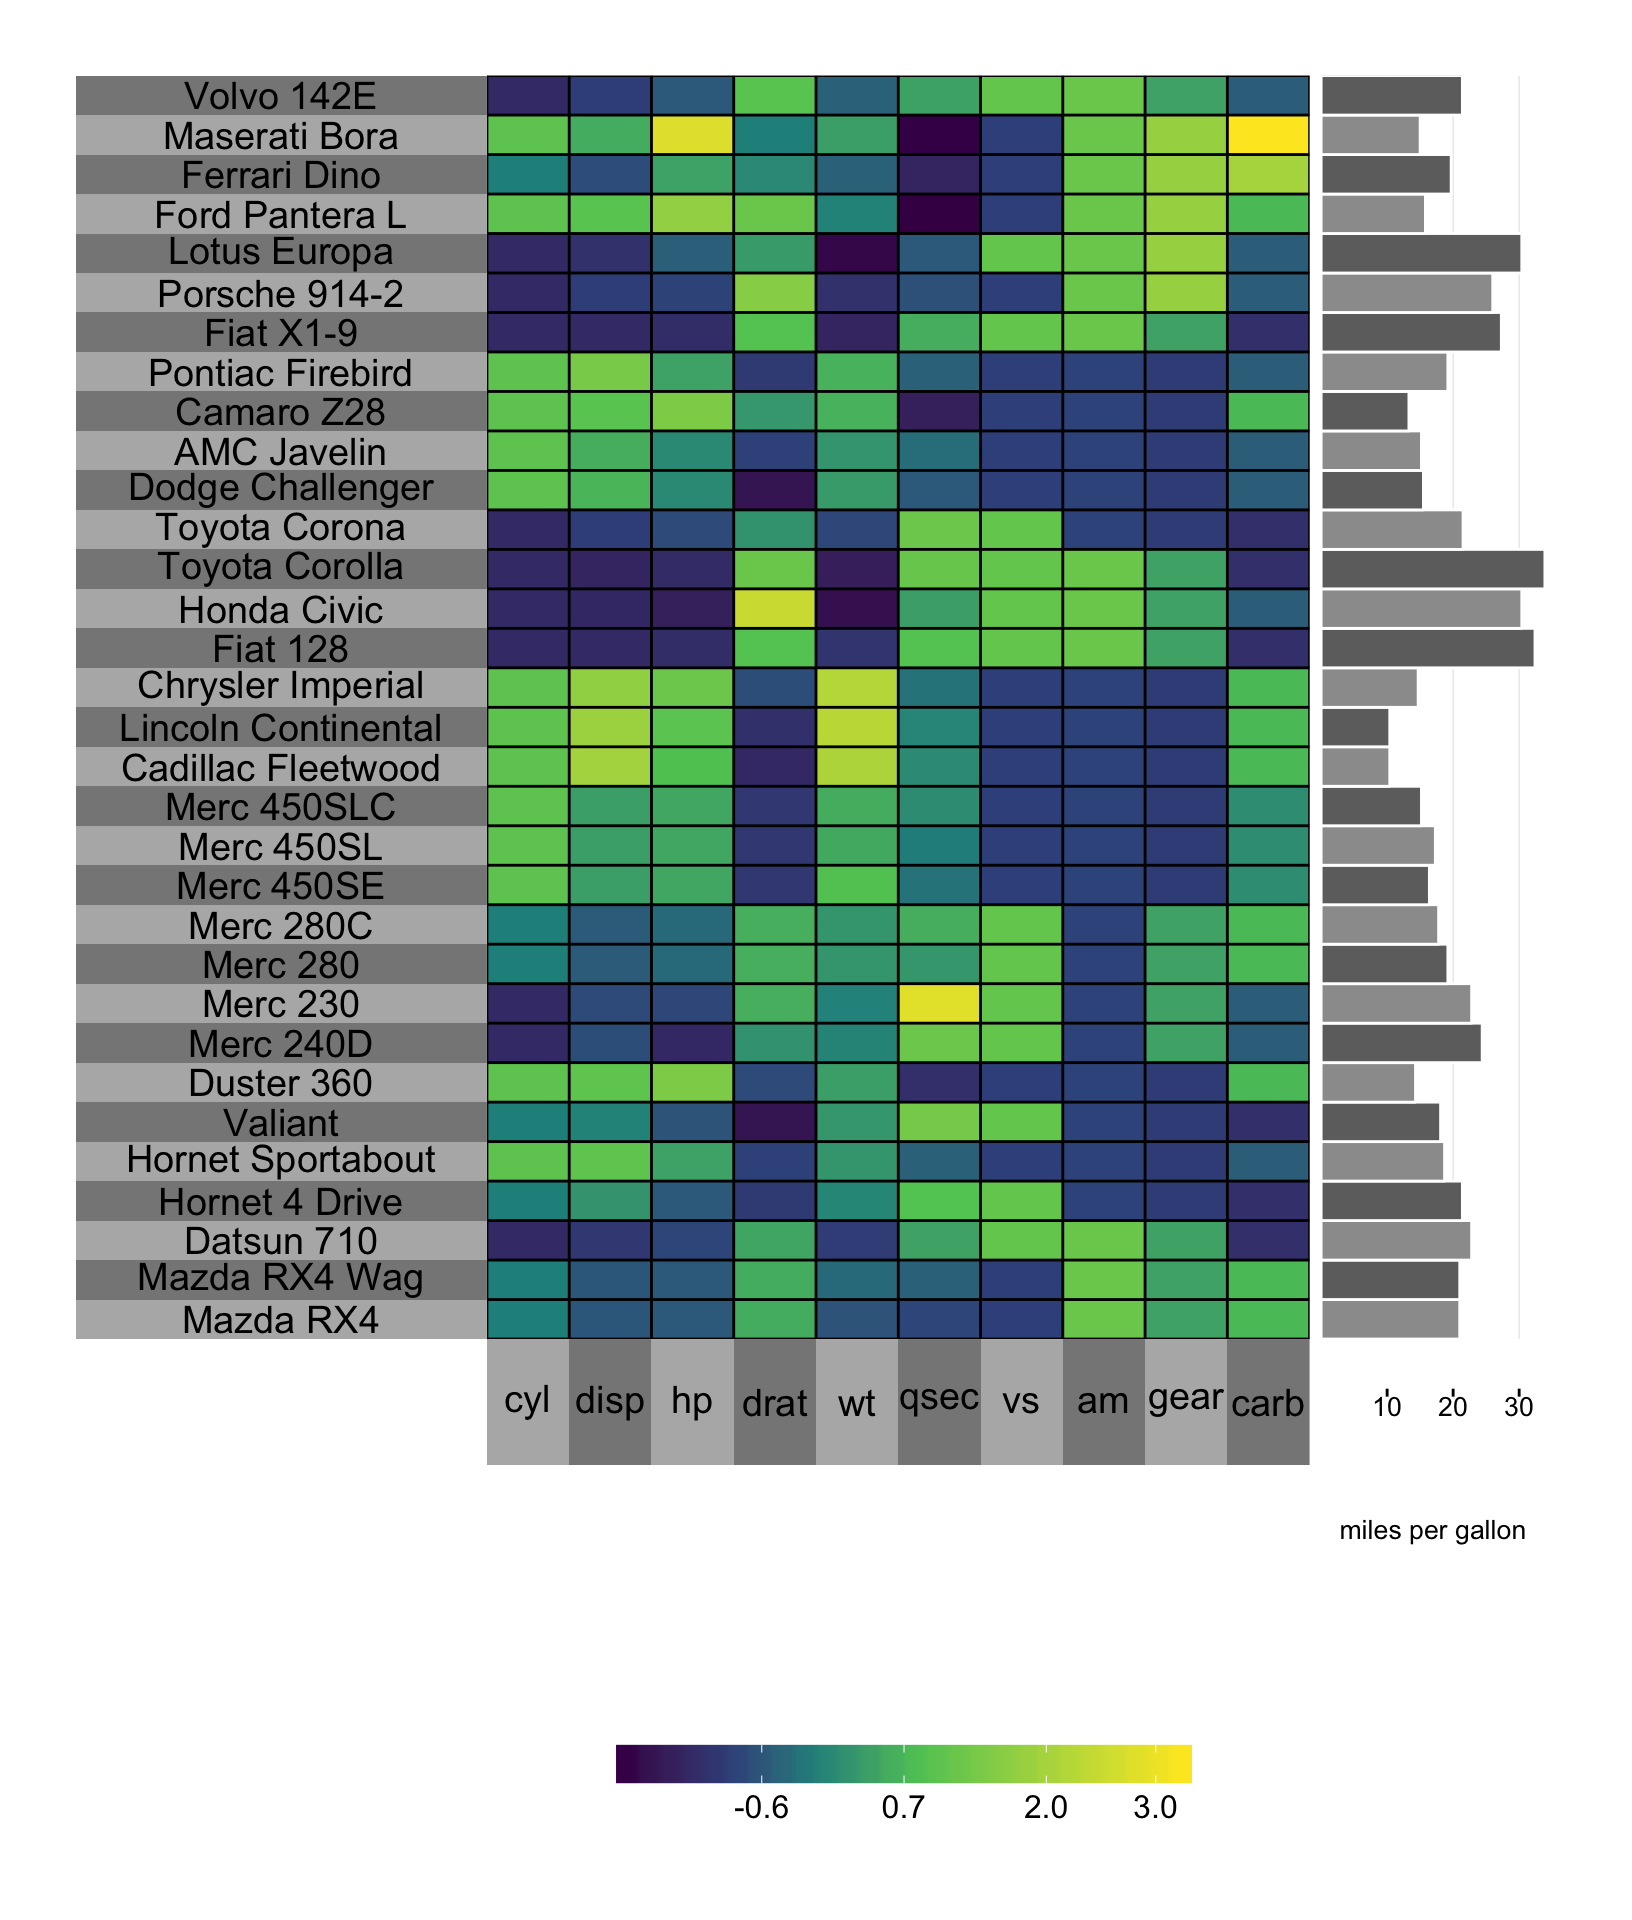 Volvo 142E
Maserati Bora
Ferrari Dino
Ford Pantera L
Lotus Europa
Porsche 914-2
Fiat X1-9
Pontiac Firebird
Camaro Z28
AMC Javelin
Dodge Challenger
Toyota Corona
Toyota Corolla
Honda Civic
Fiat 128
Chrysler Imperial
Lincoln Continental
Cadillac Fleetwood
Merc 450SLC
Merc 450SL
Merc 450SE
Merc 280C
Merc 280
Merc 230
Merc 240D
Duster 360
Valiant
Hornet Sportabout
Hornet 4 Drive
Datsun 710
Mazda RX4 Wag
Mazda RX4
cyl disp hp drat wt qsec vs am gear carb
10 20 30
miles per gallon
-0.6 0.7 2.0 3.0